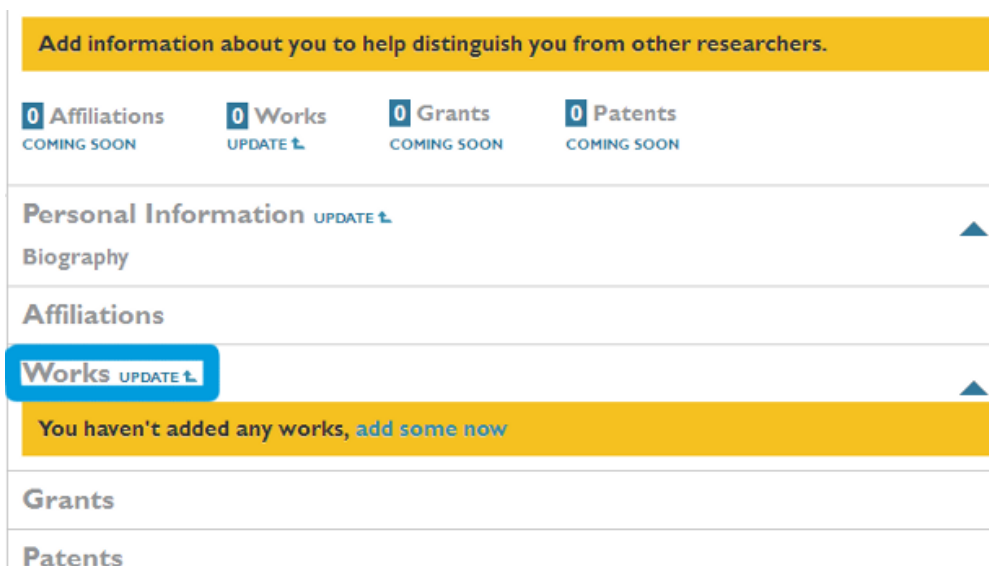 Add information about you to help distinguish you from other researchers.
0 Affiliations 0 Works 0 Grants 0 Patents
COMING SOON UPDATE COMING SOON COMING SOON
Personal Information UPDATE
Biography
Affiliations
Works UPDATE
You haven't added any works, add some now
Grants
Patents